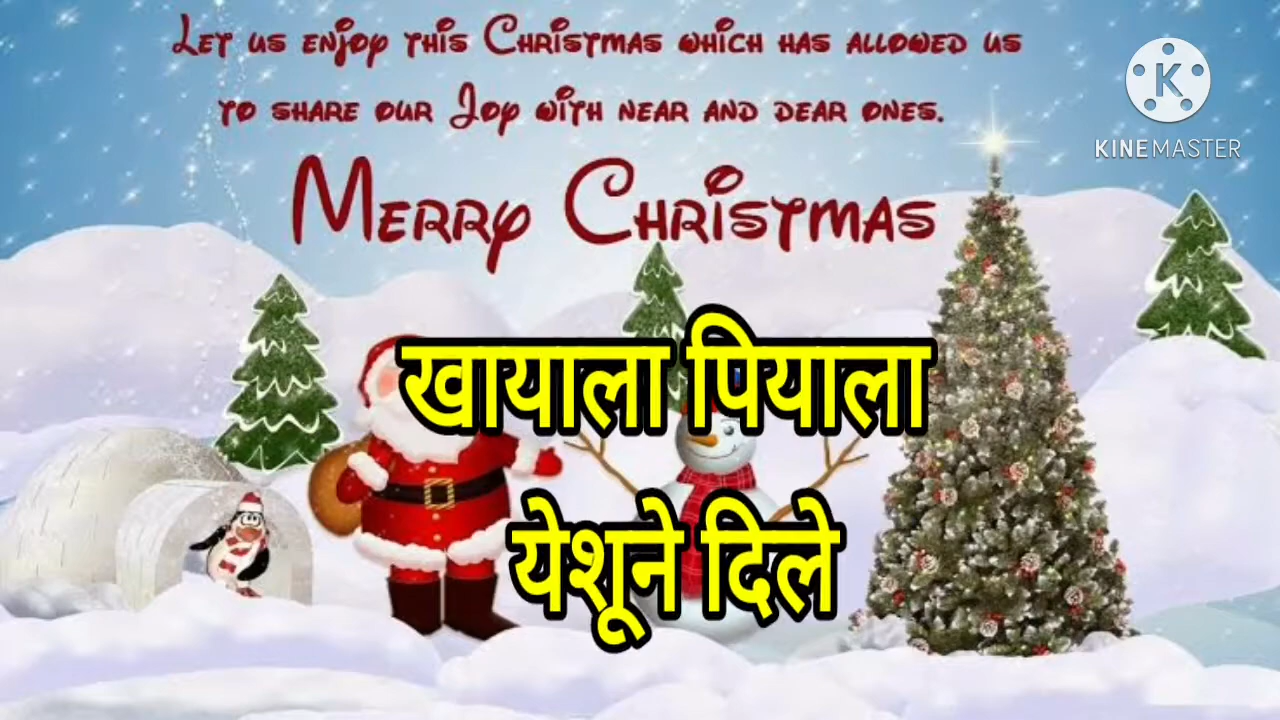 Let us enjoy this Christmas which has allowed us
to share our Joy with near and dear ones.
Merry Christmas
K
KINEMASTER
खायाला पियाला
येशूने दिले